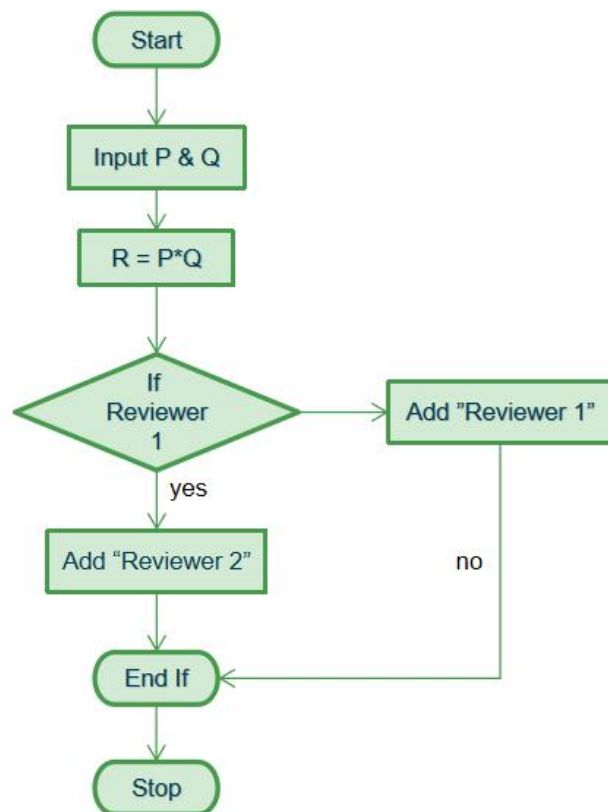 Start
Input P & Q
R = P*Q
If
Reviewer
1
Add ”Reviewer 1”
yes
Add “Reviewer 2”
no
End If
Stop